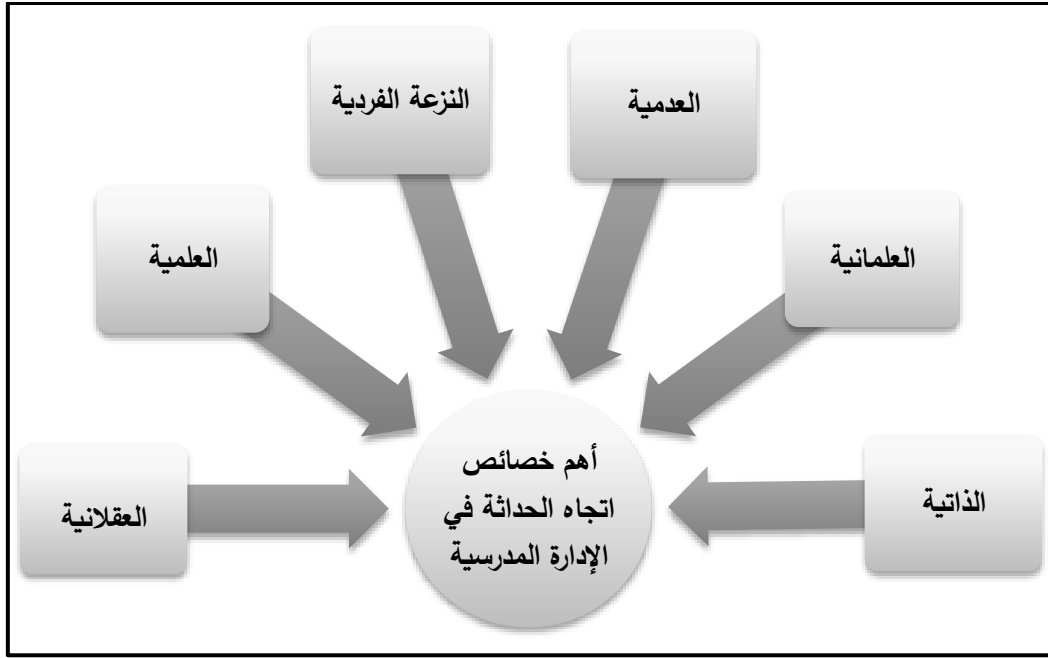 العدمية
النزعة الفردية
العلمانية
العلمية
الذاتية
العقلانية
أهم خصائص
اتجاه الحداثة في
الإدارة المدرسية